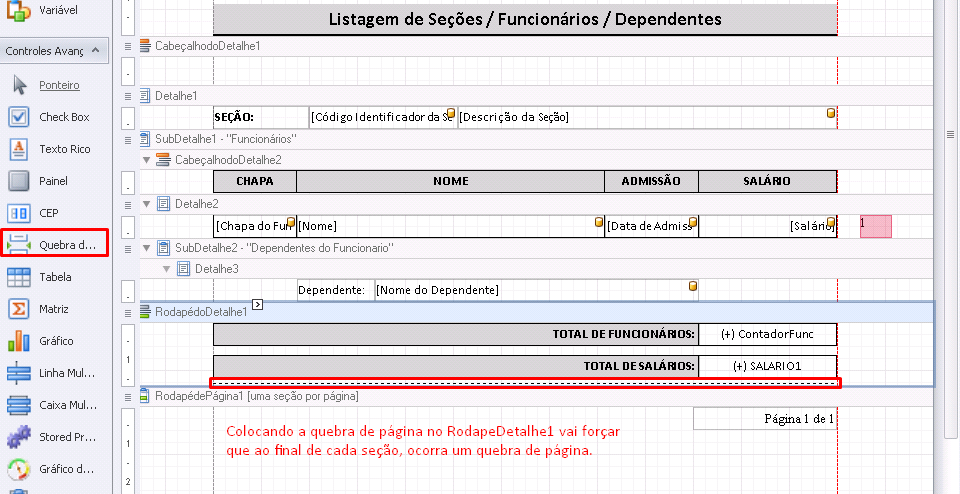 Variável
Controles Avanç
Ponteiro
Check Box
Texto Rico
Painel
CEP
Quebra d...
Tabela
Matriz
Gráfico
Linha Mul...
Caixa Mul...
Stored Pr...
Gráfico d...
Listagem de Seções / Funcionários / Dependentes
CabeçalhodoDetalhe1
Detalhe1
SEÇÃO: [Código Identificador da Se [Descrição da Seção]
SubDetalhe1 - "Funcionários"
CabeçalhodoDetalhe2
CHAPA NOME ADMISSÃO SALÁRIO
Detalhe2
[Chapa do Fun [Nome] [Data de Admiss [Salário] 1
SubDetalhe2 - "Dependentes do Funcionario"
Detalhe3
Dependente: [Nome do Dependente]
RodapédoDetalhe1
TOTAL DE FUNCIONÁRIOS: (+) ContadorFunc
1
TOTAL DE SALÁRIOS: (+) SALARIO1
RodapédePágina1 [uma seção por página]
Página 1 de 1
1
Colocando a quebra de página no RodapeDetalhe1 vai forçar
que ao final de cada seção, ocorra um quebra de página.
2